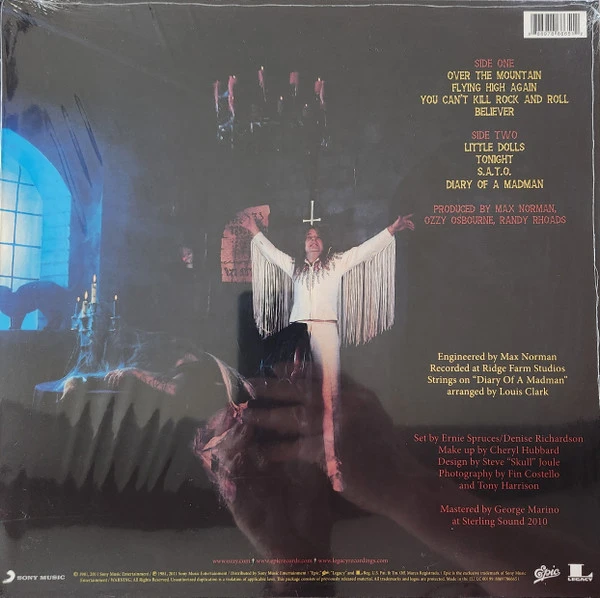 SIDE ONE
OVER THE MOUNTAIN
FLYING HIGH AGAIN
YOU CAN'T KILL ROCK AND ROLL
BELIEVER
SIDE TWO
LITTLE DOLLS
TONIGHT
S.A.T.O.
DIARY OF A MADMAN
PRODUCED BY MAX NORMAN,
OZZY OSBOURNE, RANDY RHOADS
Engineered by Max Norman
Recorded at Ridge Farm Studios
Strings on "Diary Of A Madman"
arranged by Louis Clark
Set by Ernie Spruces/Denise Richardson
Make up by Cheryl Hubbard
Design by Steve "Skull" Joule
Photography by Fin Costello
and Tony Harrison
Mastered by George Marino
at Sterling Sound 2010
SONY MUSIC
Epic
LEGACY